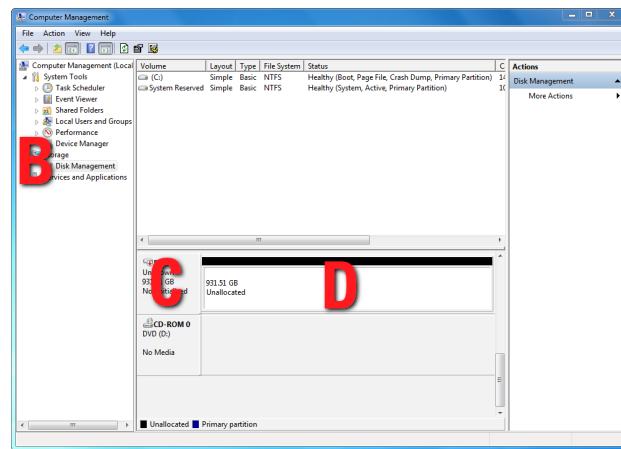 Computer Management
File Action View Help
Computer Management (Local
System Tools
Task Scheduler
Event Viewer
Shared Folders
Local Users and Groups
Performance
Device Manager
B
Disk Management
Services and Applications
Volume Layout Type File System Status C
(C:) Simple Basic NTFS Healthy (Boot, Page File, Crash Dump, Primary Partition) 14
System Reserved Simple Basic NTFS Healthy (System, Active, Primary Partition) 10
Actions
Disk Management
More Actions
C
GB
931.51 GB
Unallocated
D
CD-ROM 0
DVD (D:)
No Media
Unallocated Primary partition